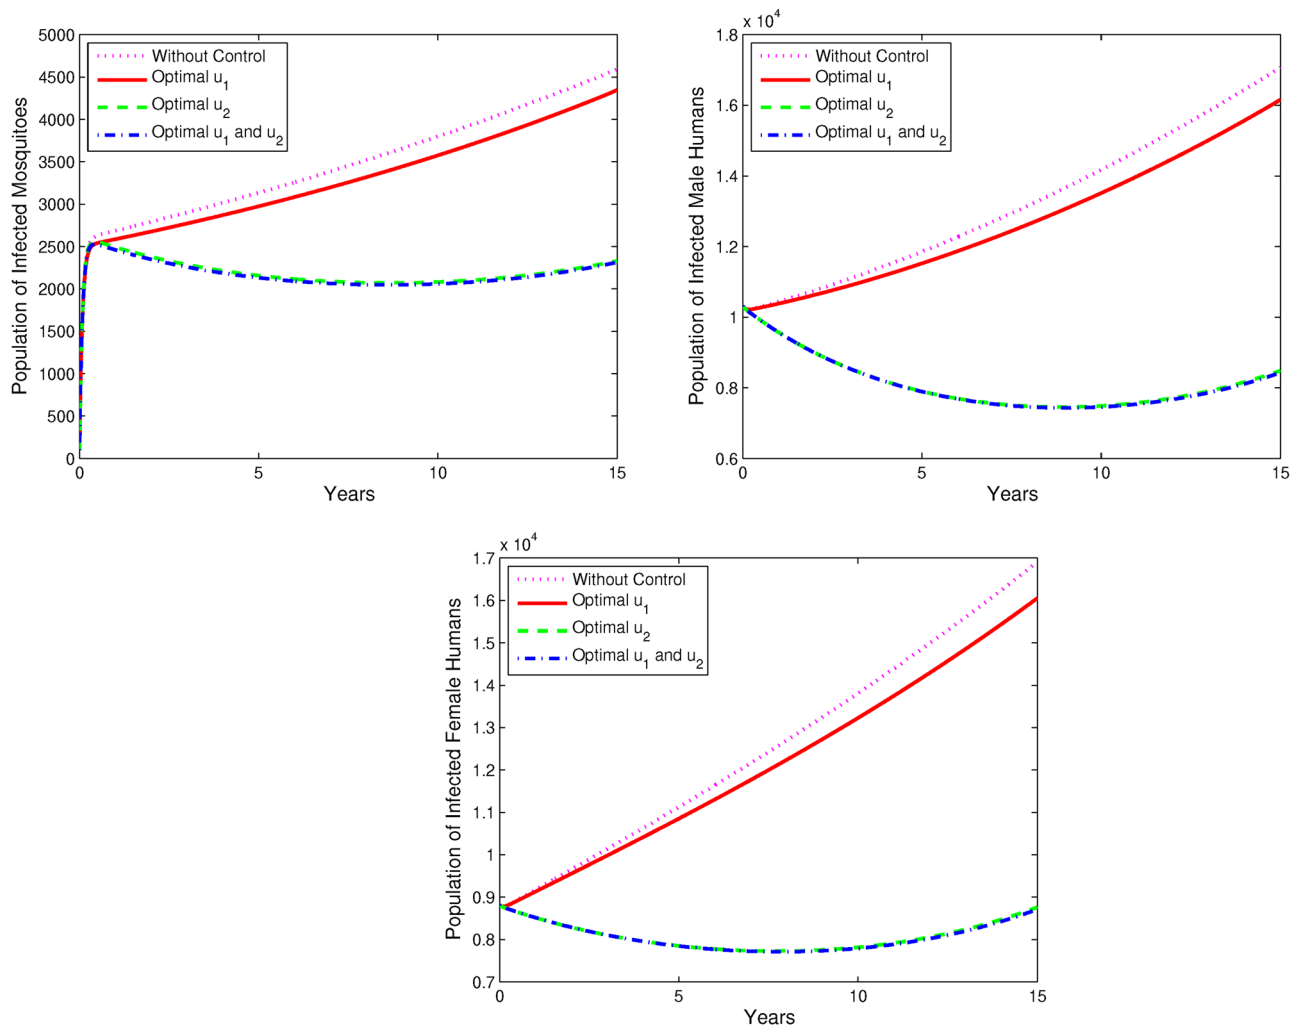 5000
4500
4000
3500
3000
2500
2000
1500
1000
500
0
Population of Infected Mosquitoes
Without Control
Optimal u1
Optimal u2
Optimal u1 and u2
0 5 10 15
Years
x 10^4
1.8
1.6
1.4
1.2
1
0.8
0.6
Population of Infected Male Humans
Without Control
Optimal u1
Optimal u2
Optimal u1 and u2
0 5 10 15
Years
x 10^4
1.7
1.6
1.5
1.4
1.3
1.2
1.1
1
0.9
0.8
0.7
Population of Infected Female Humans
Without Control
Optimal u1
Optimal u2
Optimal u1 and u2
0 5 10 15
Years